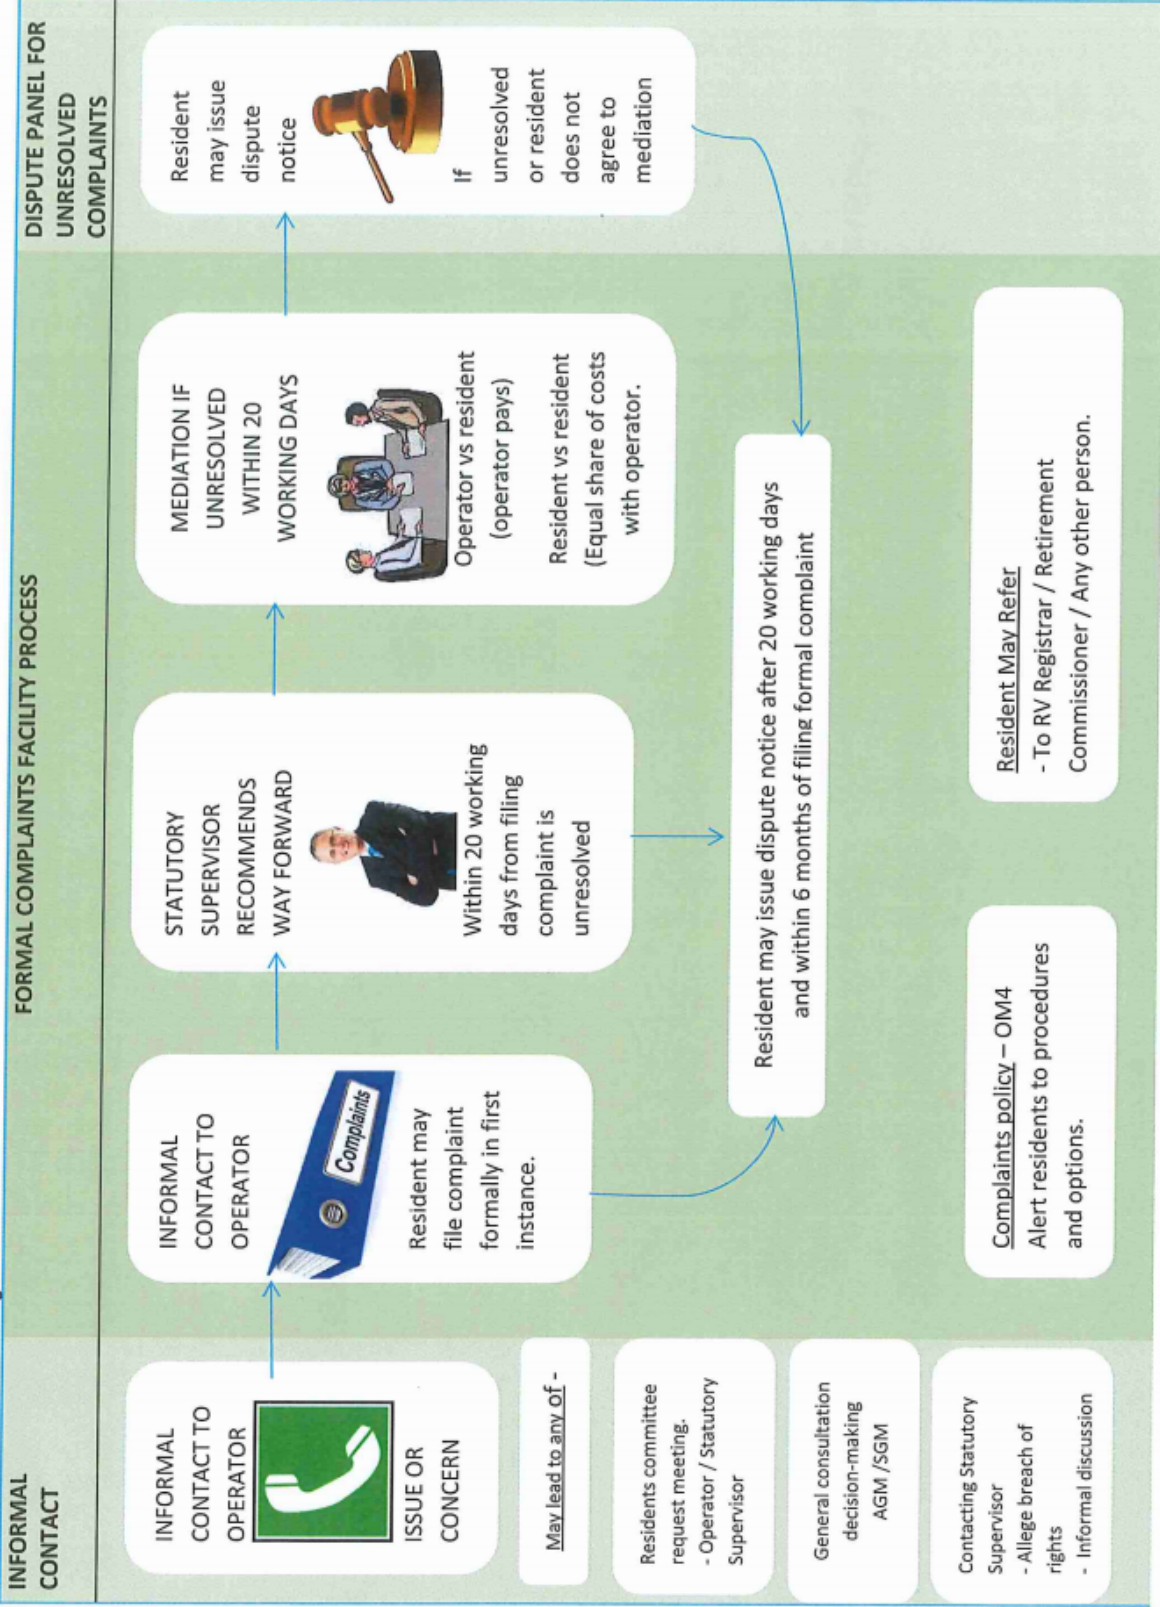 INFORMAL
CONTACT
FORMAL COMPLAINTS FACILITY PROCESS
DISPUTE PANEL FOR
UNRESOLVED
COMPLAINTS
INFORMAL
CONTACT TO
OPERATOR
ISSUE OR
CONCERN
May lead to any of -
Residents committee
request meeting.
- Operator / Statutory
Supervisor
General consultation
decision-making
AGM /SGM
Contacting Statutory
Supervisor
- Allege breach of
rights
- Informal discussion
INFORMAL
CONTACT TO
OPERATOR
Complaints
Resident may
file complaint
formally in first
instance.
STATUTORY
SUPERVISOR
RECOMMENDS
WAY FORWARD
Within 20 working
days from filing
complaint is
unresolved
MEDIATION IF
UNRESOLVED
WITHIN 20
WORKING DAYS
Operator vs resident
(operator pays)
Resident vs resident
(Equal share of costs
with operator.
Resident
may issue
dispute
notice
If
unresolved
or resident
does not
agree to
mediation
Resident may issue dispute notice after 20 working days
and within 6 months of filing formal complaint
Complaints policy – OM4
Alert residents to procedures
and options.
Resident May Refer
- To RV Registrar / Retirement
Commissioner / Any other person.